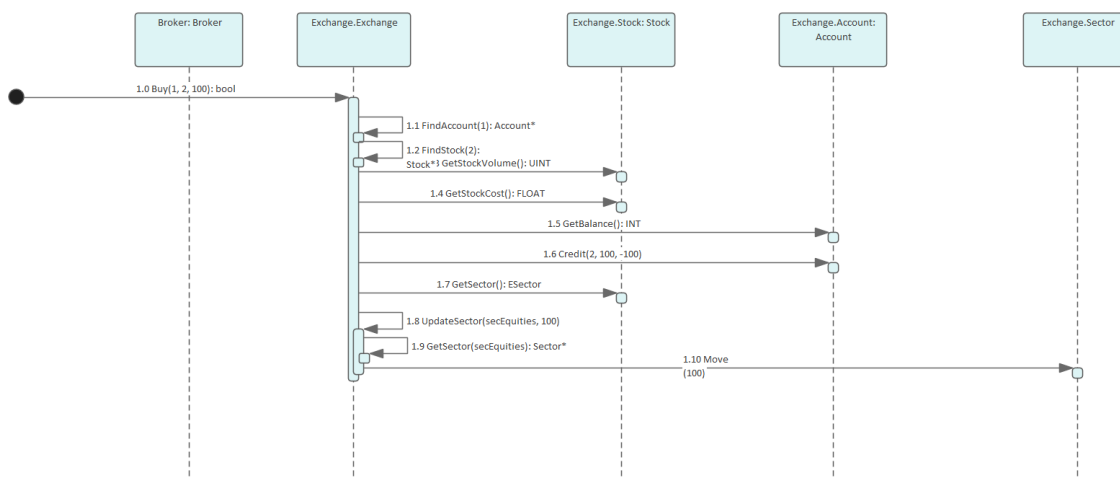 Broker: Broker
Exchange.Exchange
Exchange.Stock: Stock
Exchange.Account:
Account
Exchange.Sector
1.0 Buy(1, 2, 100): bool
1.1 FindAccount(1): Account*
1.2 FindStock(2):
Stock*
GetStockVolume(): UINT
1.4 GetStockCost(): FLOAT
1.5 GetBalance(): INT
1.6 Credit(2, 100, -100)
1.7 GetSector(): ESector
1.8 UpdateSector(secEquities, 100)
1.9 GetSector(secEquities): Sector*
1.10 Move
(100)